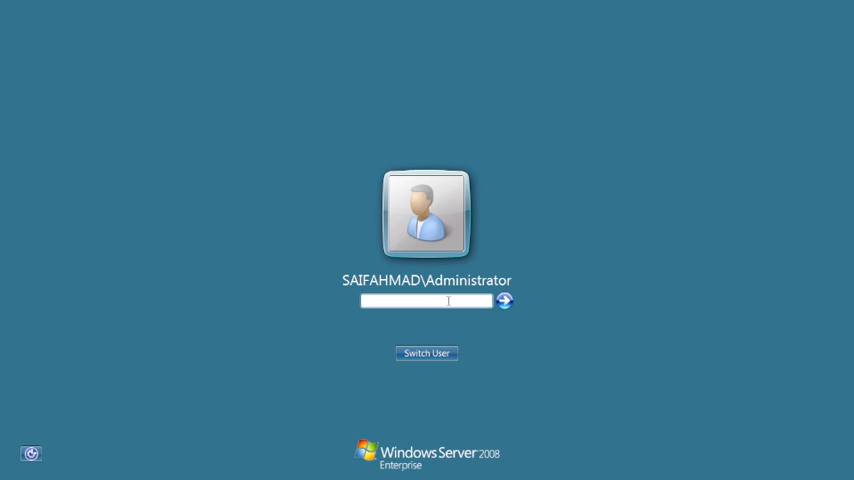 SAIFAHMAD\Administrator
Switch User
Windows Server 2008
Enterprise